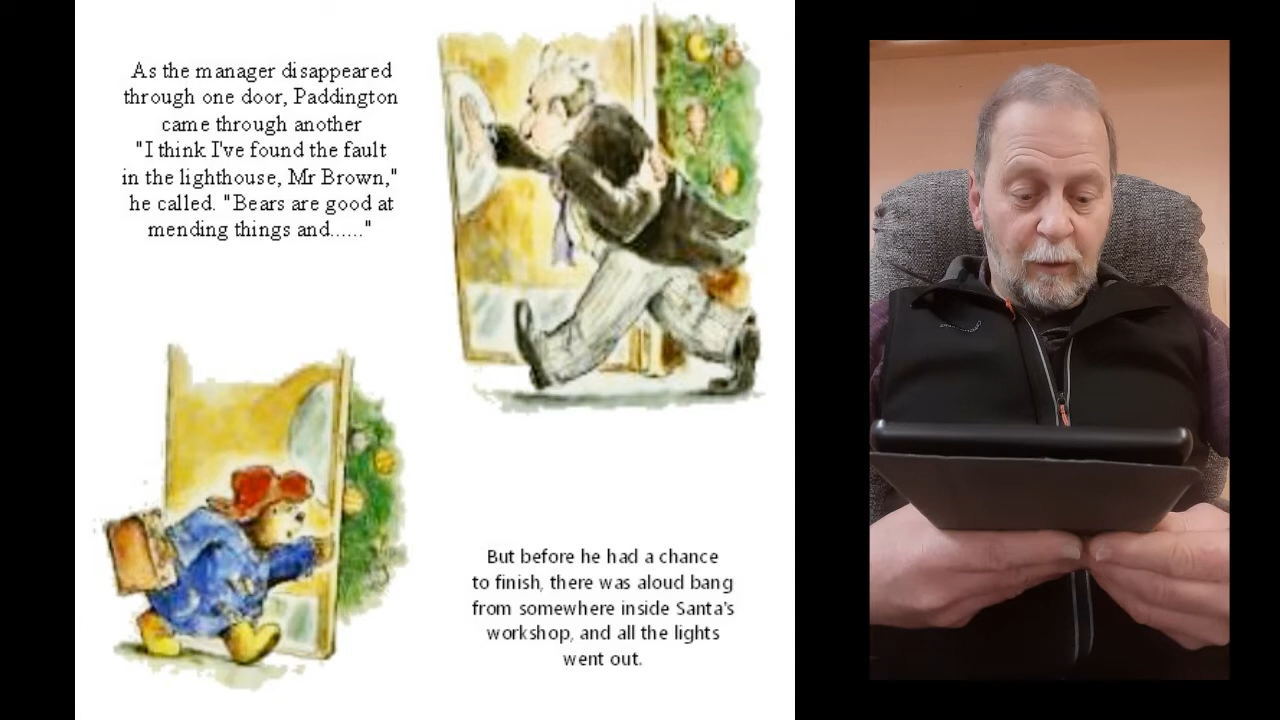 As the manager disappeared
through one door, Paddington
came through another
"I think I've found the fault
in the lighthouse, Mr Brown,"
he called. "Bears are good at
mending things and......"
But before he had a chance
to finish, there was aloud bang
from somewhere inside Santa's
workshop, and all the lights
went out.